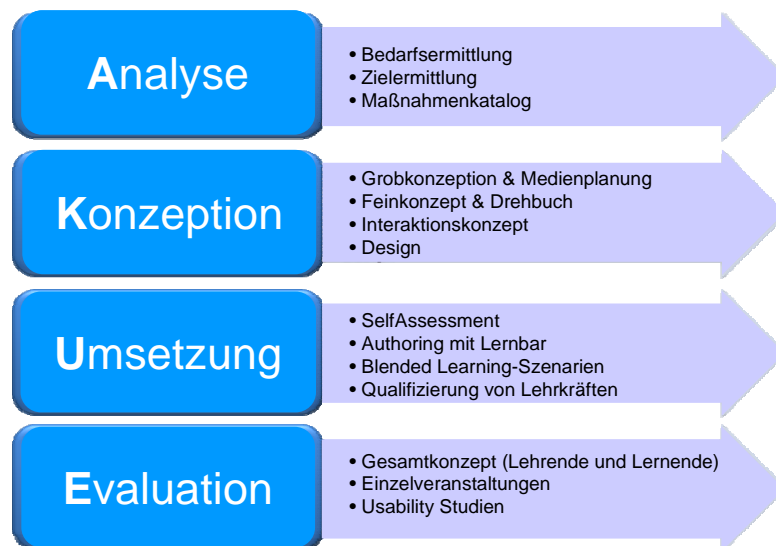 Analyse
• Bedarfsermittlung
• Zielermittlung
• Maßnahmenkatalog
Konzeption
• Grobkonzeption & Medienplanung
• Feinkonzept & Drehbuch
• Interaktionskonzept
• Design
Umsetzung
• SelfAssessment
• Authoring mit Lernbar
• Blended Learning-Szenarien
• Qualifizierung von Lehrkräften
Evaluation
• Gesamtkonzept (Lehrende und Lernende)
• Einzelveranstaltungen
• Usability Studien